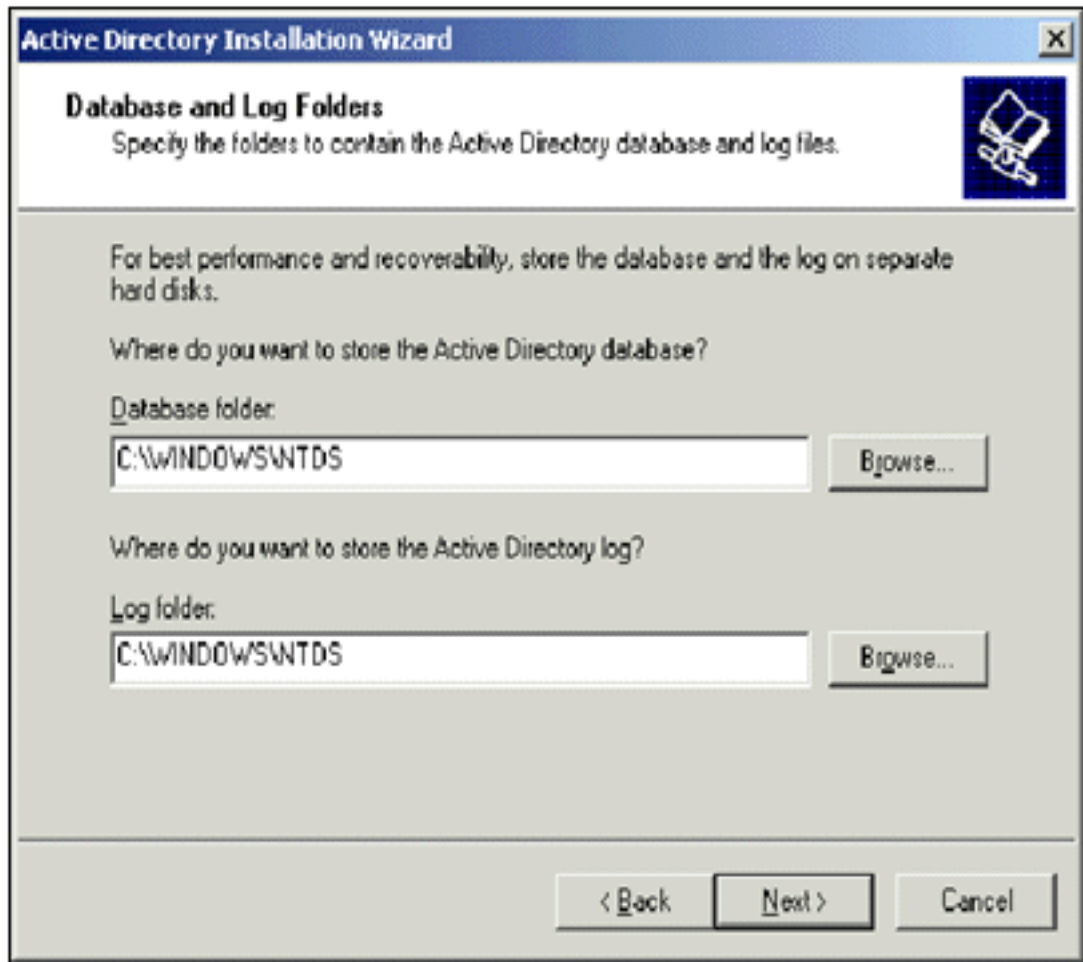 Active Directory Installation Wizard
Database and Log Folders
Specify the folders to contain the Active Directory database and log files.
For best performance and recoverability, store the database and the log on separate
hard disks.
Where do you want to store the Active Directory database?
Database folder:
C:\WINDOWS\NTDS
Browse...
Where do you want to store the Active Directory log?
Log folder:
C:\WINDOWS\NTDS
Browse...
< Back
Next >
Cancel